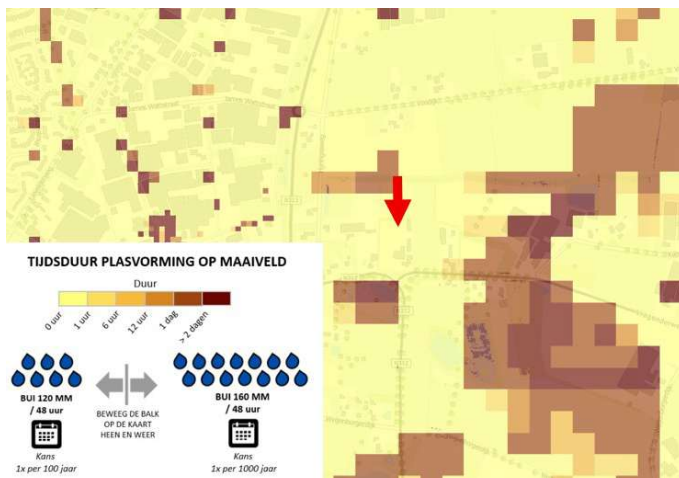 James Wattstraat
TIJDSDUUR PLASVORMING OP MAAIVELD
Duur
0 uur
1 uur
6 uur
12 uur
1 dag
> 2 dagen
BUI 120 MM
/ 48 uur
BEWEEG DE BALK
OP DE KAART
HEEN EN WEER
BUI 160 MM
/ 48 uur
Kans
1x per 100 jaar
Kans
1x per 1000 jaar